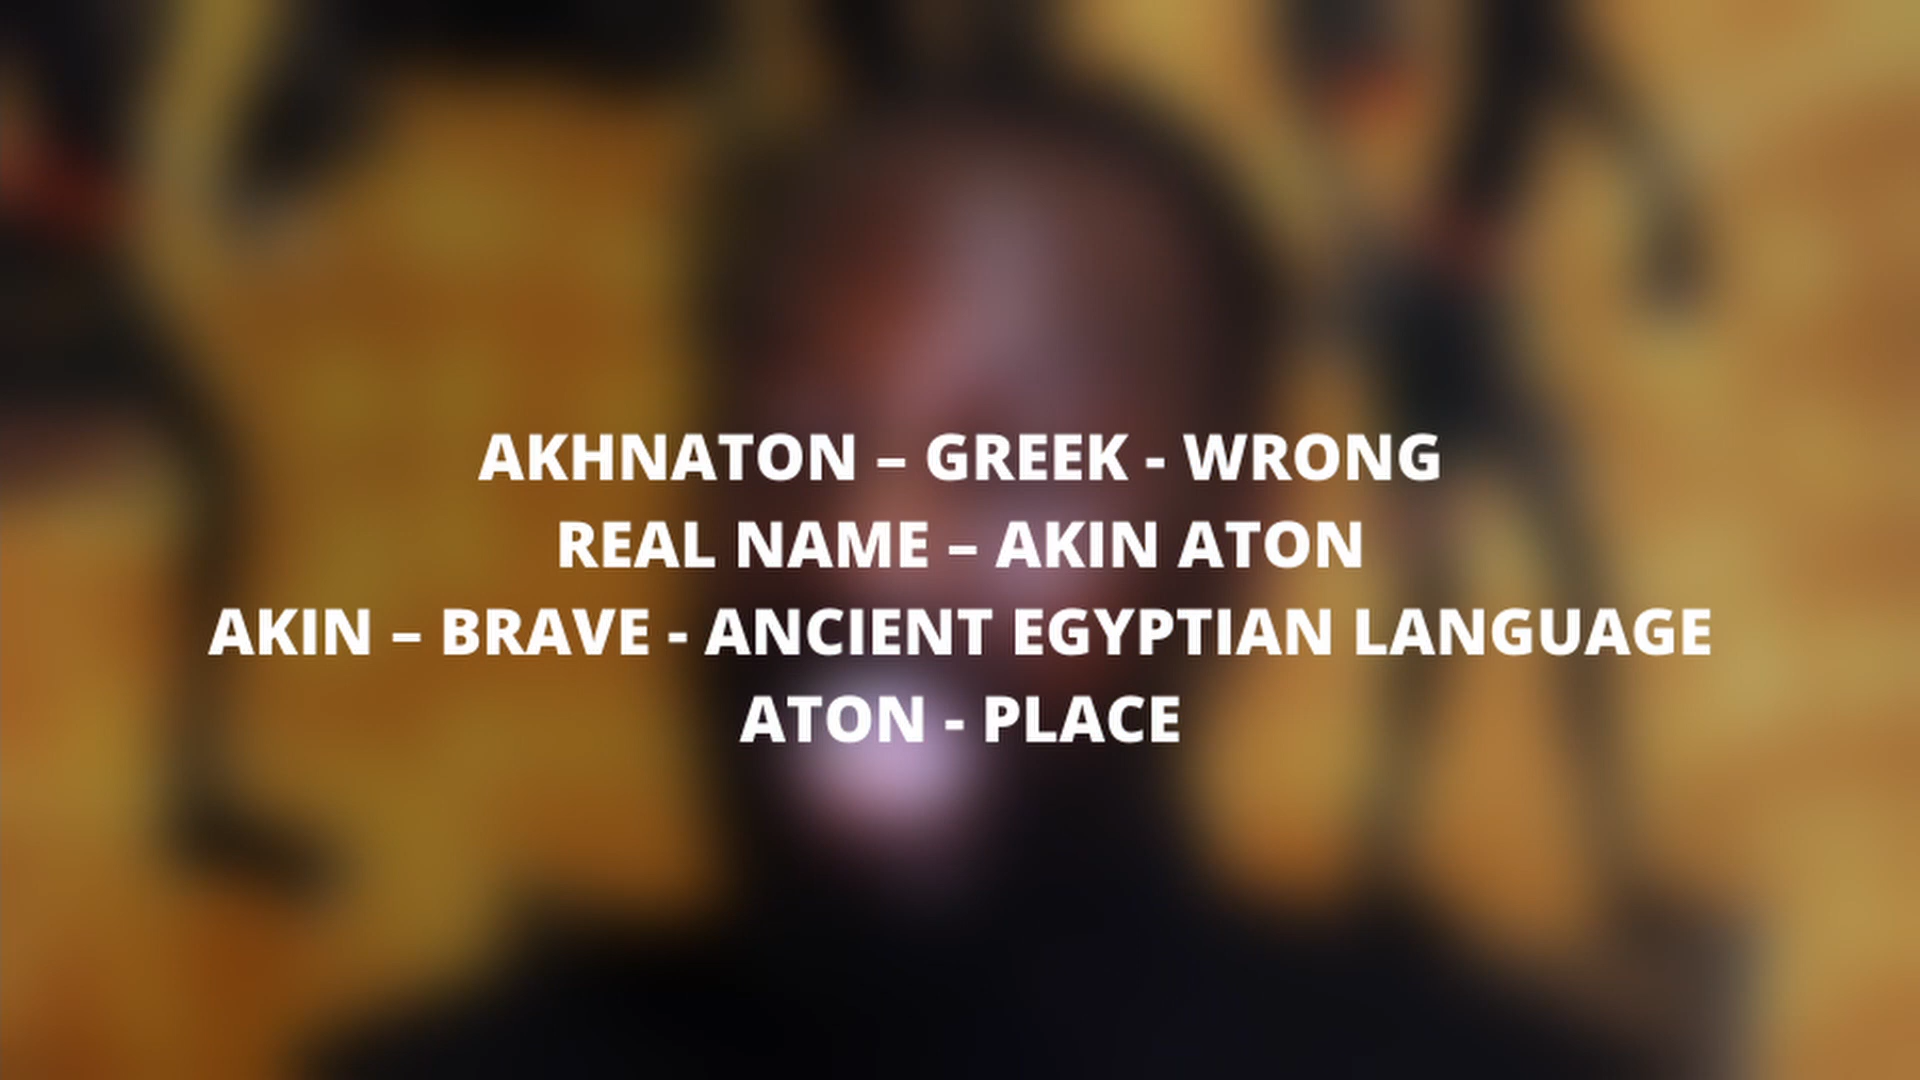 AKHNATON – GREEK - WRONG
REAL NAME – AKIN ATON
AKIN – BRAVE - ANCIENT EGYPTIAN LANGUAGE
ATON - PLACE